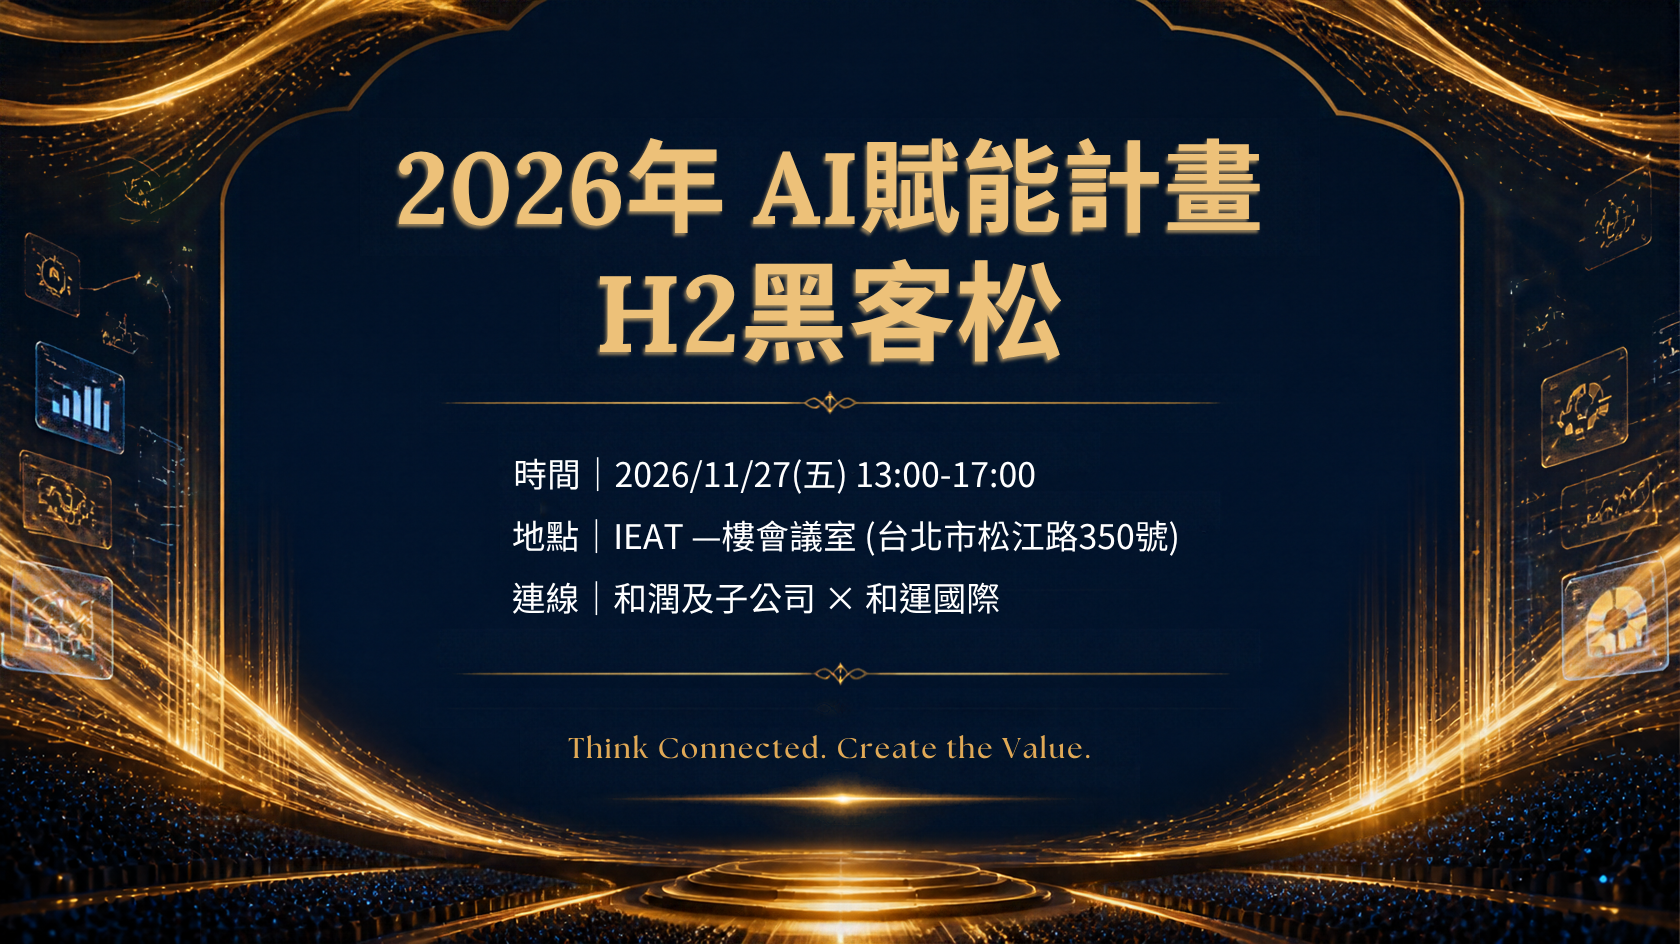 2026年 AI賦能計畫
H2黑客松
時間｜2026/11/27(五) 13:00-17:00
地點｜IEAT 一樓會議室 (台北市松江路350號)
連線｜和潤及子公司 × 和運國際
Think Connected. Create the Value.